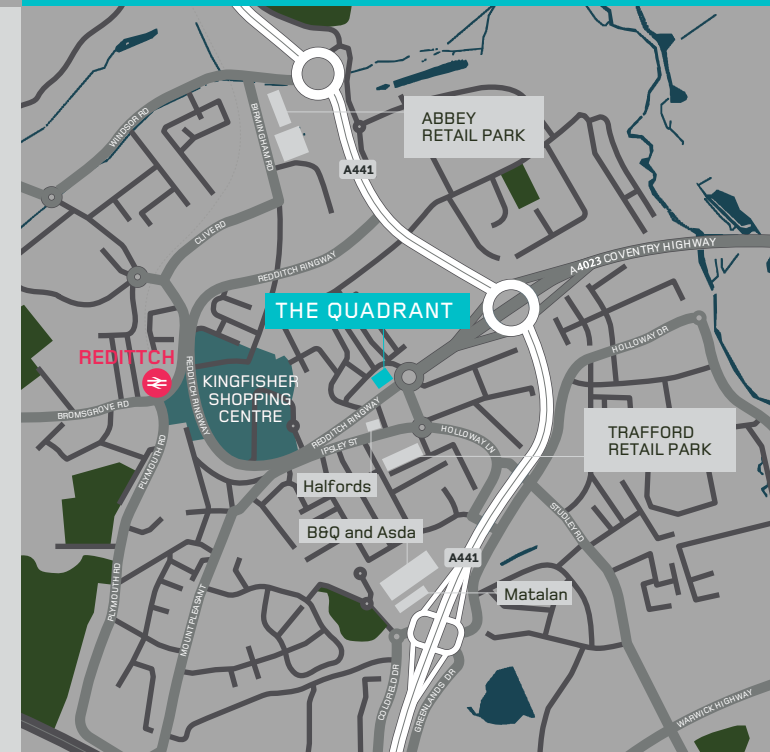 WINDSOR RD
BIRMINGHAM RD
ABBEY
RETAIL PARK
A441
CLIVE RD
REDDITCH RINGWAY
A4023 COVENTRY HIGHWAY
THE QUADRANT
HOLLOWAY DR
REDITTCH
REDDITCH RINGWAY
KINGFISHER
SHOPPING
CENTRE
BROMSGROVE RD
REDDITCH RINGWAY
IPSLEY ST
HOLLOWAY LN
TRAFFORD
RETAIL PARK
PLYMOUTH RD
Halfords
STUDLEY RD
B&Q and Asda
A441
Matalan
PLYMOUTH RD
MOUNT PLEASANT
COLDFIELD DR
GREENLANDS DR
WARWICK HIGHWAY